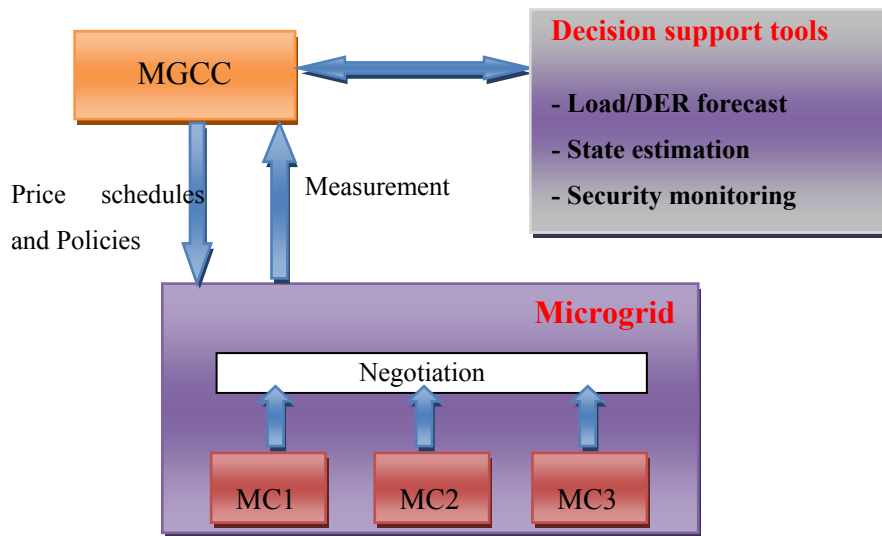 MGCC
Decision support tools
- Load/DER forecast
- State estimation
- Security monitoring
Price schedules
and Policies
Measurement
Microgrid
Negotiation
MC1
MC2
MC3